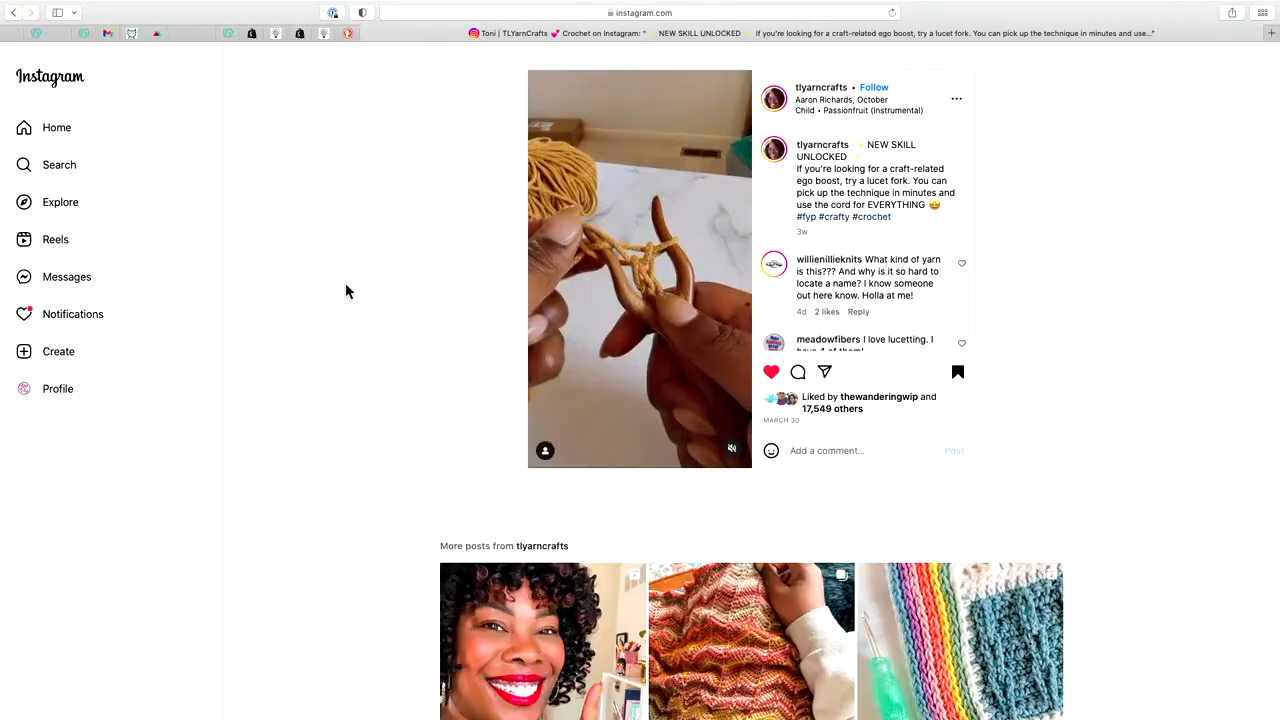 instagram.com
Toni | TLYarnCrafts 💕 Crochet on Instagram: " ✨ NEW SKILL UNLOCKED ✨ If you're looking for a craft-related ego boost, try a lucet fork. You can pick up the technique in minutes and use..."
Instagram
Home
Search
Explore
Reels
Messages
Notifications
Create
Profile
tlyarncrafts • Follow
Aaron Richards, October
Child • Passionfruit (Instrumental)
tlyarncrafts ✨ NEW SKILL
UNLOCKED ✨
If you're looking for a craft-related
ego boost, try a lucet fork. You can
pick up the technique in minutes and
use the cord for EVERYTHING 🤩
#fyp #crafty #crochet
3w
willienillieknits What kind of yarn
is this??? And why is it so hard to
locate a name? I know someone
out here know. Holla at me!
4d 2 likes Reply
meadowfibers I love lucetting. I
have 4 of them!
Liked by thewanderingwip and
17,549 others
MARCH 30
Add a comment...
Post
More posts from tlyarncrafts